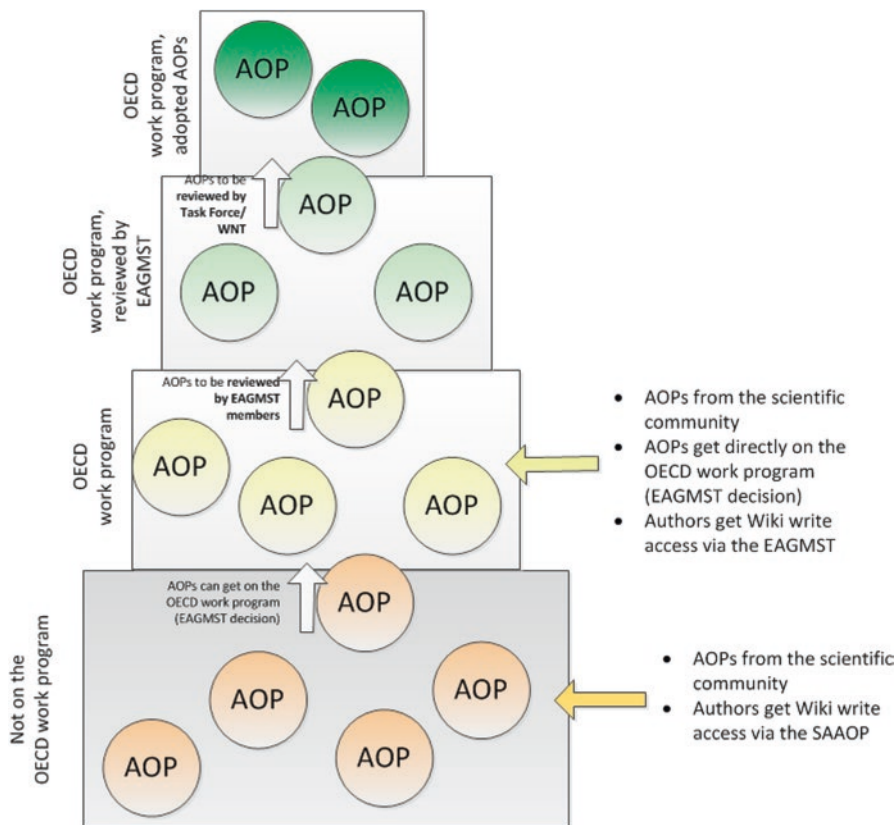 OECD
work program,
adopted AOPs
AOP
AOP
AOPs to be
reviewed by
Task Force/
WNT
AOP
OECD
work program,
reviewed by
EAGMST
AOP
AOP
AOPs to be reviewed
by EAGMST
members
AOP
OECD
work program
AOP
AOP
AOP
• AOPs from the scientific
community
• AOPs get directly on the
OECD work program
(EAGMST decision)
• Authors get Wiki write
access via the EAGMST
AOPs can get on the
OECD work program
(EAGMST decision)
AOP
Not on the
OECD work program
AOP
AOP
AOP
AOP
• AOPs from the scientific
community
• Authors get Wiki write
access via the SAAOP